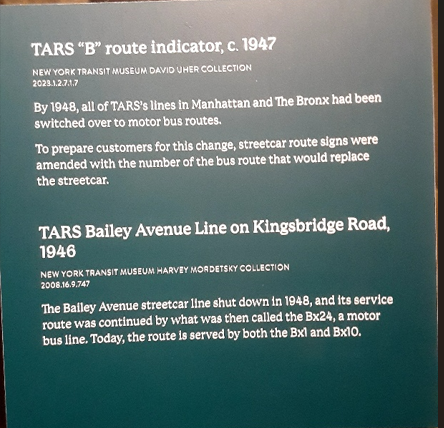 TARS “B” route indicator, c. 1947
NEW YORK TRANSIT MUSEUM DAVID UHER COLLECTION
2023.1.2.7.1.7
By 1948, all of TARS’s lines in Manhattan and The Bronx had been
switched over to motor bus routes.
To prepare customers for this change, streetcar route signs were
amended with the number of the bus route that would replace
the streetcar.
TARS Bailey Avenue Line on Kingsbridge Road,
1946
NEW YORK TRANSIT MUSEUM HARVEY MORDETSKY COLLECTION
2008.16.9.747
The Bailey Avenue streetcar line shut down in 1948, and its service
route was continued by what was then called the Bx24, a motor
bus line. Today, the route is served by both the Bx1 and Bx10.